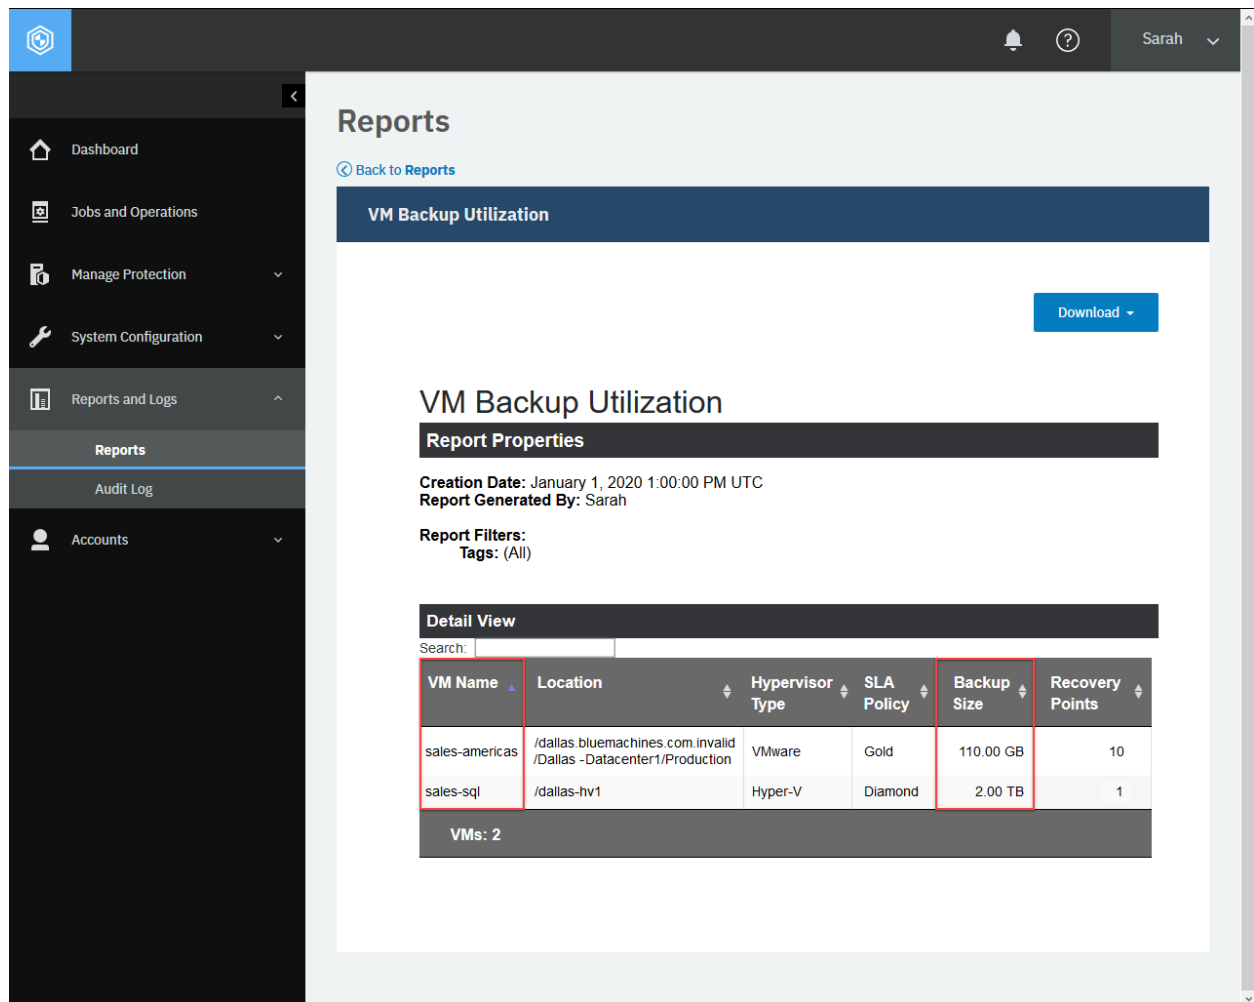 Sarah
Dashboard
Jobs and Operations
Manage Protection
System Configuration
Reports and Logs
Reports
Audit Log
Accounts
Reports
Back to Reports
VM Backup Utilization
Download
VM Backup Utilization
Report Properties
Creation Date: January 1, 2020 1:00:00 PM UTC
Report Generated By: Sarah
Report Filters:
Tags: (All)
Detail View
Search:
VM Name Location Hypervisor Type SLA Policy Backup Size Recovery Points
sales-americas /dallas.bluemachines.com.invalid /Dallas -Datacenter1/Production VMware Gold 110.00 GB 10
sales-sql /dallas-hv1 Hyper-V Diamond 2.00 TB 1
VMs: 2